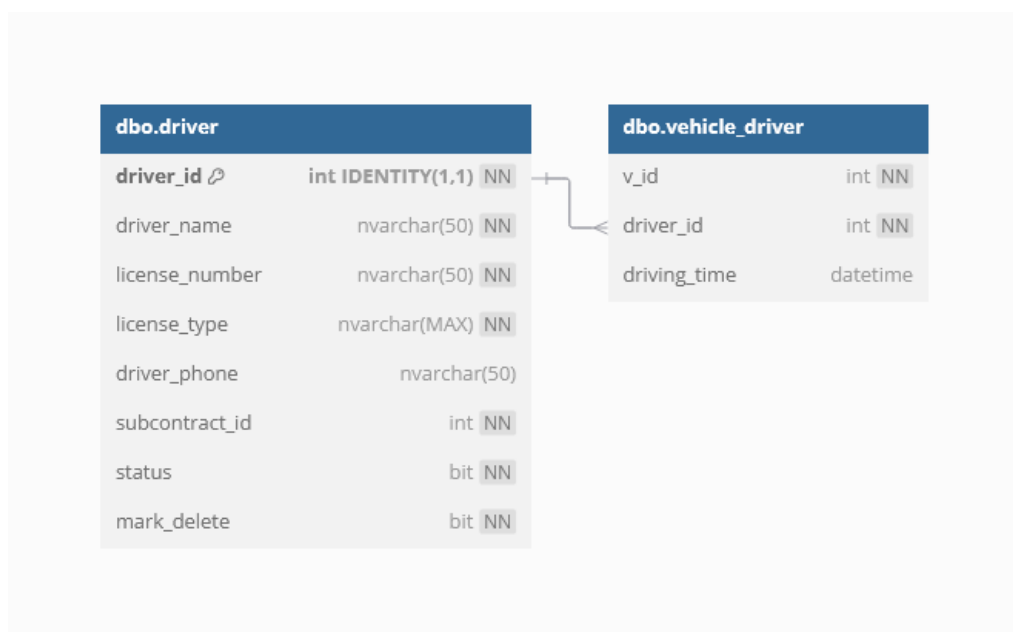 dbo.driver
driver_id int IDENTITY(1,1) NN
driver_name nvarchar(50) NN
license_number nvarchar(50) NN
license_type nvarchar(MAX) NN
driver_phone nvarchar(50)
subcontract_id int NN
status bit NN
mark_delete bit NN
dbo.vehicle_driver
v_id int NN
driver_id int NN
driving_time datetime